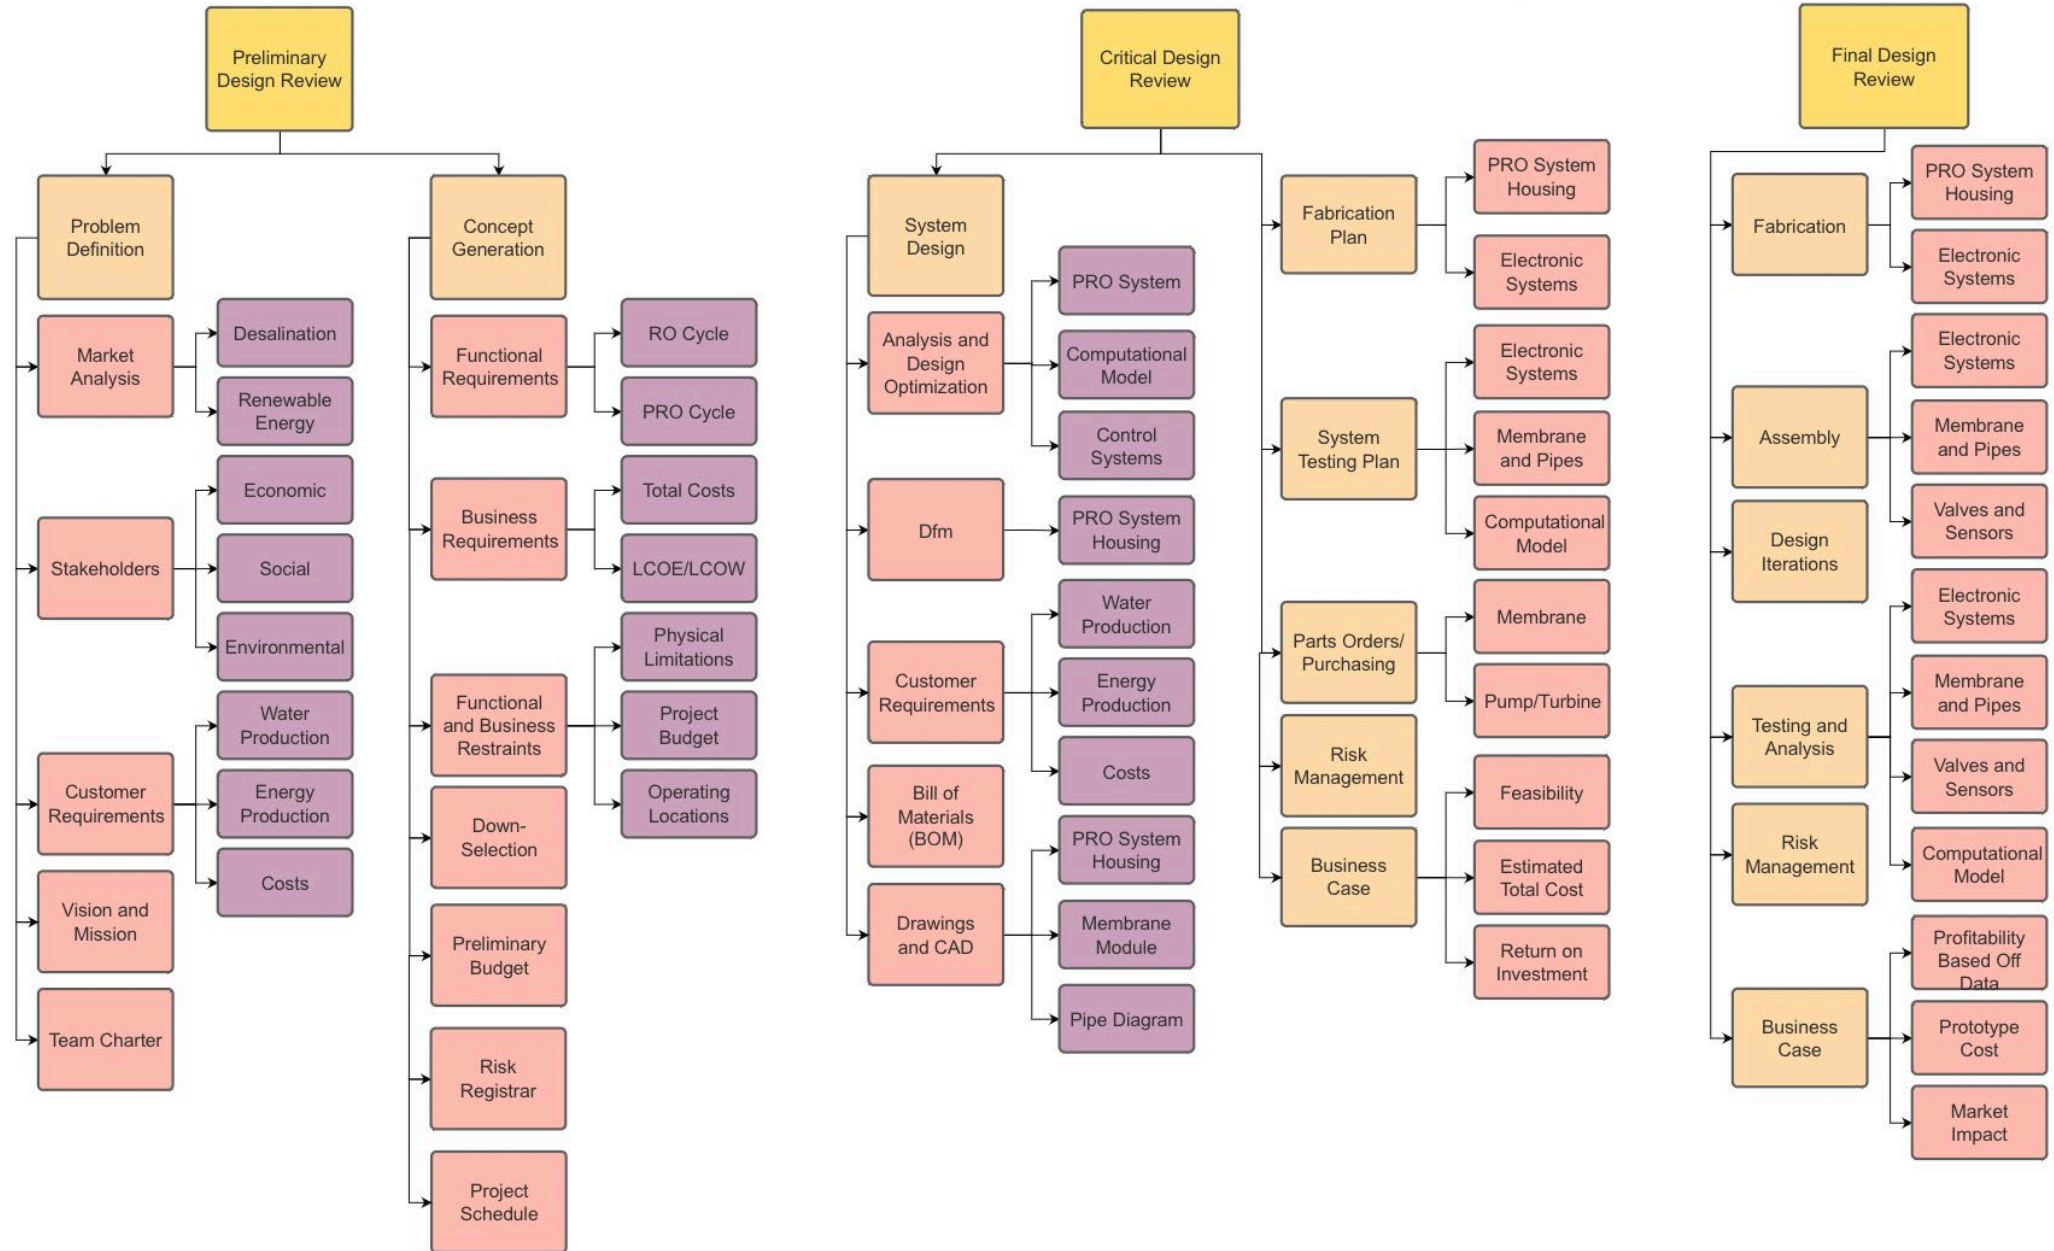 Preliminary
Design Review
Problem
Definition
Market
Analysis
Desalination
Renewable
Energy
Stakeholders
Economic
Social
Environmental
Customer
Requirements
Water
Production
Energy
Production
Costs
Vision and
Mission
Team Charter
Concept
Generation
Functional
Requirements
RO Cycle
PRO Cycle
Business
Requirements
Total Costs
LCOE/LCOW
Functional
and Business
Restraints
Physical
Limitations
Project
Budget
Operating
Locations
Down-
Selection
Preliminary
Budget
Risk
Registrar
Project
Schedule
Critical Design
Review
System
Design
Analysis and
Design
Optimization
PRO System
Computational
Model
Control
Systems
Dfm
PRO System
Housing
Customer
Requirements
Water
Production
Energy
Production
Costs
Bill of
Materials
(BOM)
Drawings
and CAD
PRO System
Housing
Membrane
Module
Pipe Diagram
Fabrication
Plan
PRO System
Housing
Electronic
Systems
System
Testing Plan
Electronic
Systems
Membrane
and Pipes
Computational
Model
Parts Orders/
Purchasing
Membrane
Pump/Turbine
Risk
Management
Business
Case
Feasibility
Estimated
Total Cost
Return on
Investment
Final Design
Review
Fabrication
PRO System
Housing
Electronic
Systems
Assembly
Electronic
Systems
Membrane
and Pipes
Valves and
Sensors
Design
Iterations
Testing and
Analysis
Electronic
Systems
Membrane
and Pipes
Valves and
Sensors
Computational
Model
Risk
Management
Business
Case
Profitability
Based Off
Data
Prototype
Cost
Market
Impact